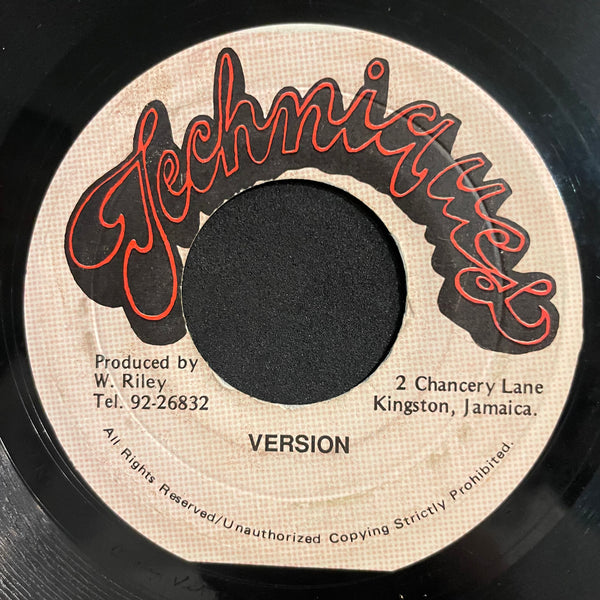 Techniques
Produced by
W. Riley
Tel. 92-26832
2 Chancery Lane
Kingston, Jamaica.
VERSION
All Rights Reserved/Unauthorized Copying Strictly Prohibited.